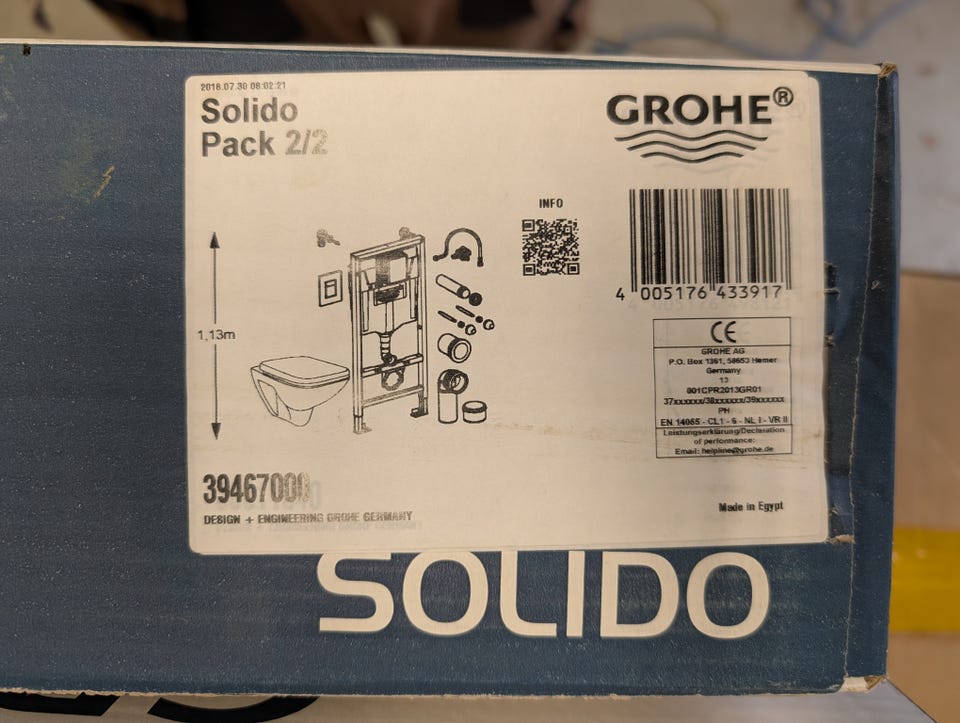 2018.07.30 08:02:21
Solido
Pack 2/2
GROHE®
INFO
4 005176 433917
1,13m
CE
GROHE AG
P.O. Box 1361, 58653 Hemer
Germany
13
001CPR2013GR01
37xxxxxx/38xxxxxx/39xxxxxx
PH
EN 14055 - CL1 - 6 - NL I - VR II
Leistungserklärung/Declaration
of performance:
Email: helpline@grohe.de
39467000
DESIGN + ENGINEERING GROHE GERMANY
Made in Egypt
SOLIDO